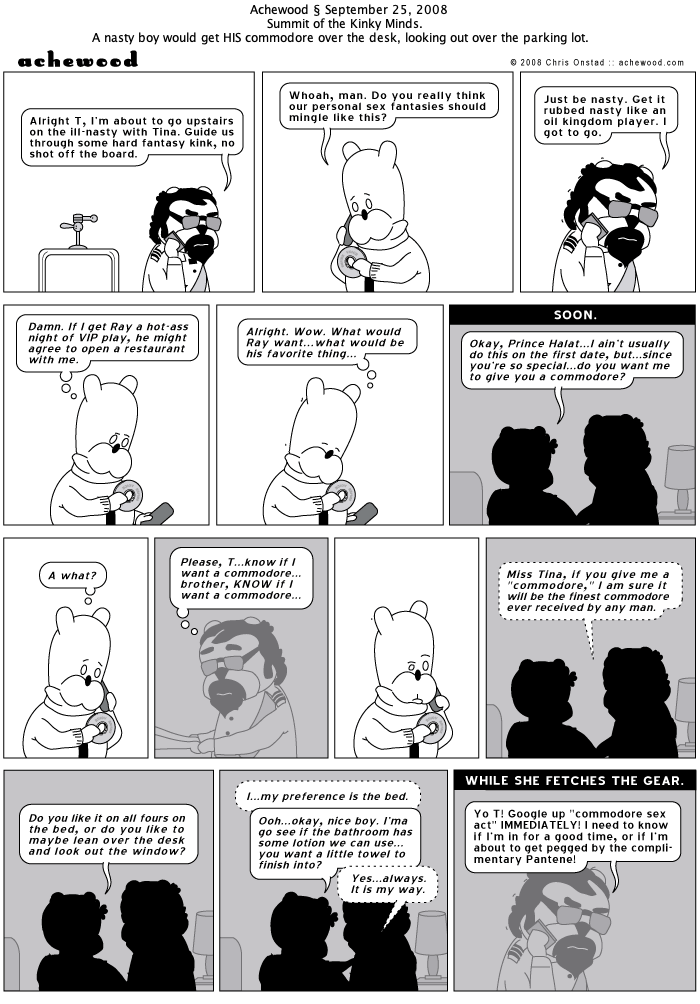 Achewood § September 25, 2008
Summit of the Kinky Minds.
A nasty boy would get HIS commodore over the desk, looking out over the parking lot.
achewood
© 2008 Chris Onstad :: achewood.com
Alright T, I'm about to go upstairs
on the ill-nasty with Tina. Guide us
through some hard fantasy kink, no
shot off the board.
Whoah, man. Do you really think
our personal sex fantasies should
mingle like this?
Just be nasty. Get it
rubbed nasty like an
oil kingdom player. I
got to go.
Damn. If I get Ray a hot-ass
night of VIP play, he might
agree to open a restaurant
with me.
Alright. Wow. What would
Ray want...what would be
his favorite thing...
SOON.
Okay, Prince Halat...I ain't usually
do this on the first date, but...since
you're so special...do you want me
to give you a commodore?
A what?
Please, T...know if I
want a commodore...
brother, KNOW if I
want a commodore...
Miss Tina, if you give me a
"commodore," I am sure it
will be the finest commodore
ever received by any man.
Do you like it on all fours on
the bed, or do you like to
maybe lean over the desk
and look out the window?
I...my preference is the bed.
Ooh...okay, nice boy. I'ma
go see if the bathroom has
some lotion we can use...
you want a little towel to
finish into?
Yes...always.
It is my way.
WHILE SHE FETCHES THE GEAR.
Yo T! Google up "commodore sex
act" IMMEDIATELY! I need to know
if I'm in for a good time, or if I'm
about to get pegged by the compli-
mentary Pantene!